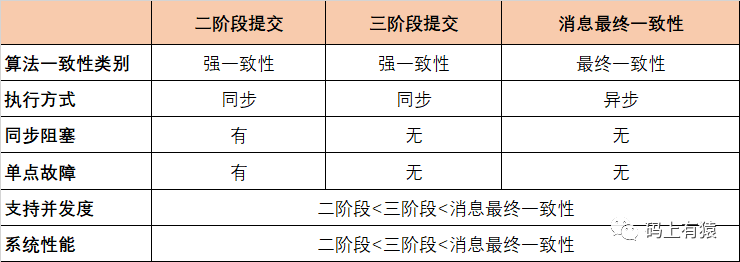 二阶段提交 三阶段提交 消息最终一致性
算法一致性类别 强一致性 强一致性 最终一致性
执行方式 同步 同步 异步
同步阻塞 有 无 无
单点故障 有 无 无
支持并发度 二阶段<三阶段<消息最终一致性
系统性能 二阶段<三阶段<消息最终一致性
码上有猿